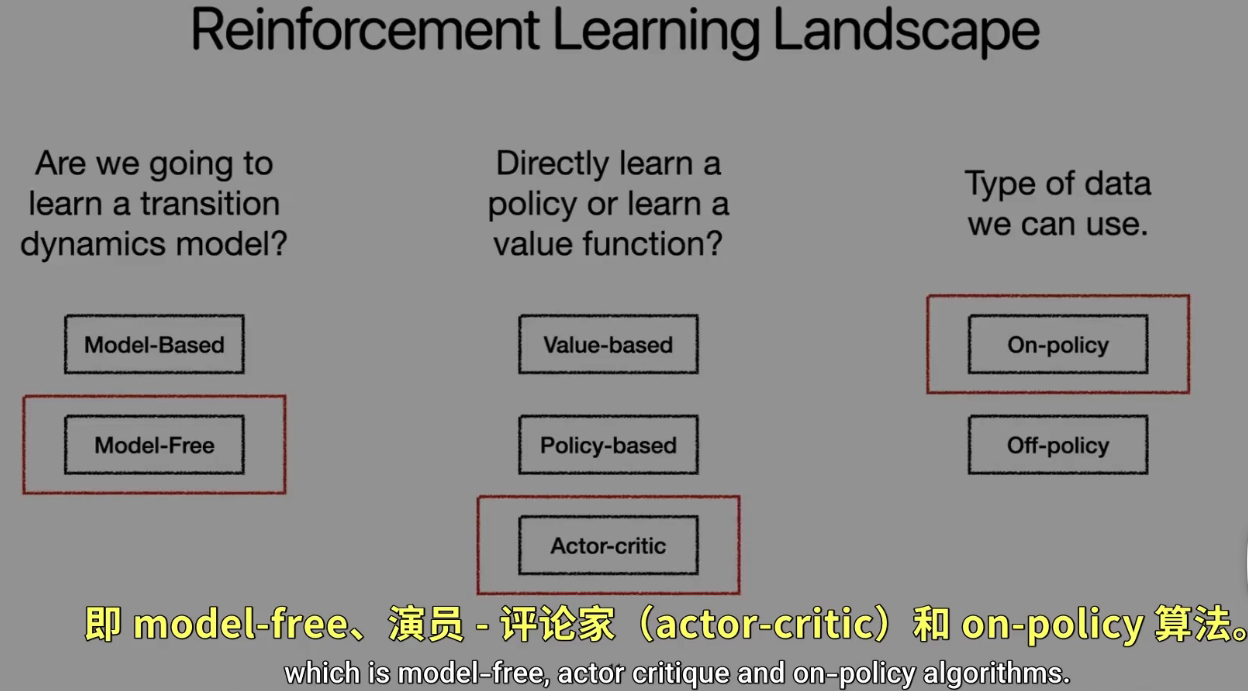 Reinforcement Learning Landscape
Are we going to
learn a transition
dynamics model?
Model-Based
Model-Free
Directly learn a
policy or learn a
value function?
Value-based
Policy-based
Actor-critic
Type of data
we can use.
On-policy
Off-policy
即 model-free、演员 - 评论家（actor-critic）和 on-policy 算法。
which is model-free, actor critique and on-policy algorithms.